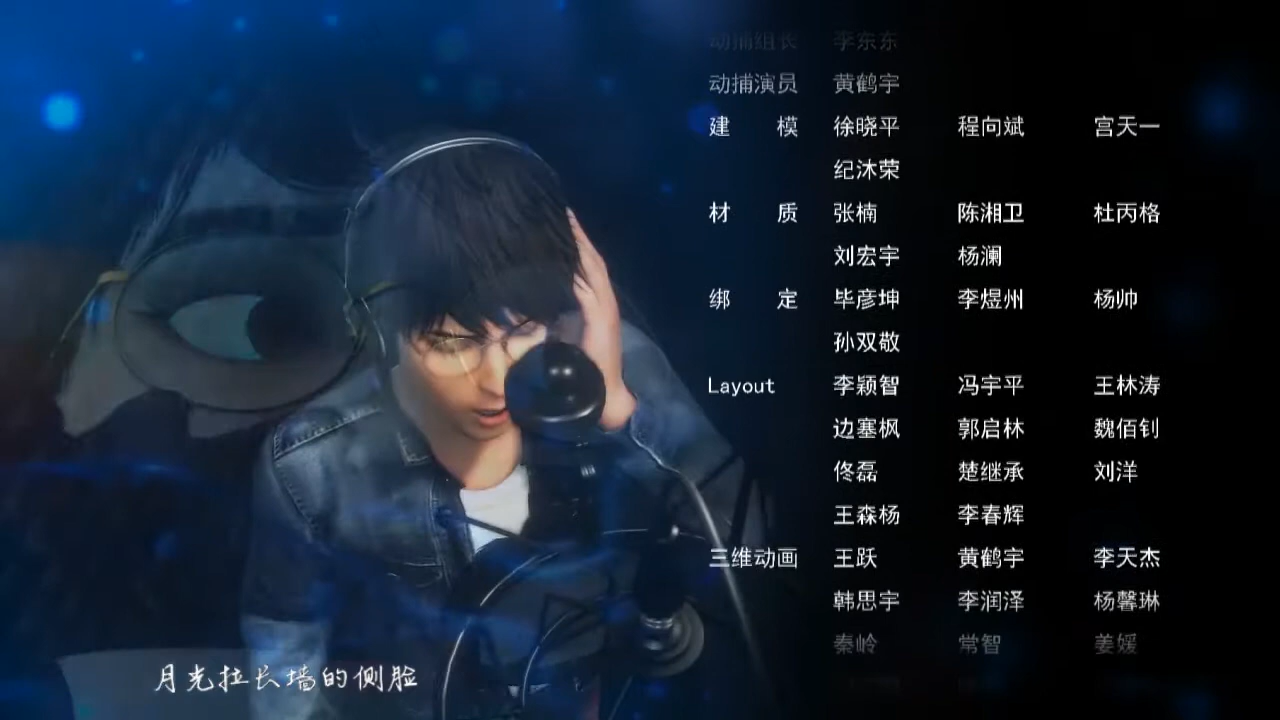 动捕组长 李东东
动捕演员 黄鹤宇
建模 徐晓平 程向斌 宫天一
纪沐荣
材质 张楠 陈湘卫 杜丙格
刘宏宇 杨澜
绑定 毕彦坤 李煜州 杨帅
孙双敬
Layout 李颖智 冯宇平 王林涛
边塞枫 郭启林 魏佰钊
佟磊 楚继承 刘洋
王森杨 李春辉
三维动画 王跃 黄鹤宇 李天杰
韩思宇 李润泽 杨馨琳
秦岭 常智 姜媛
月光拉长墙的侧脸